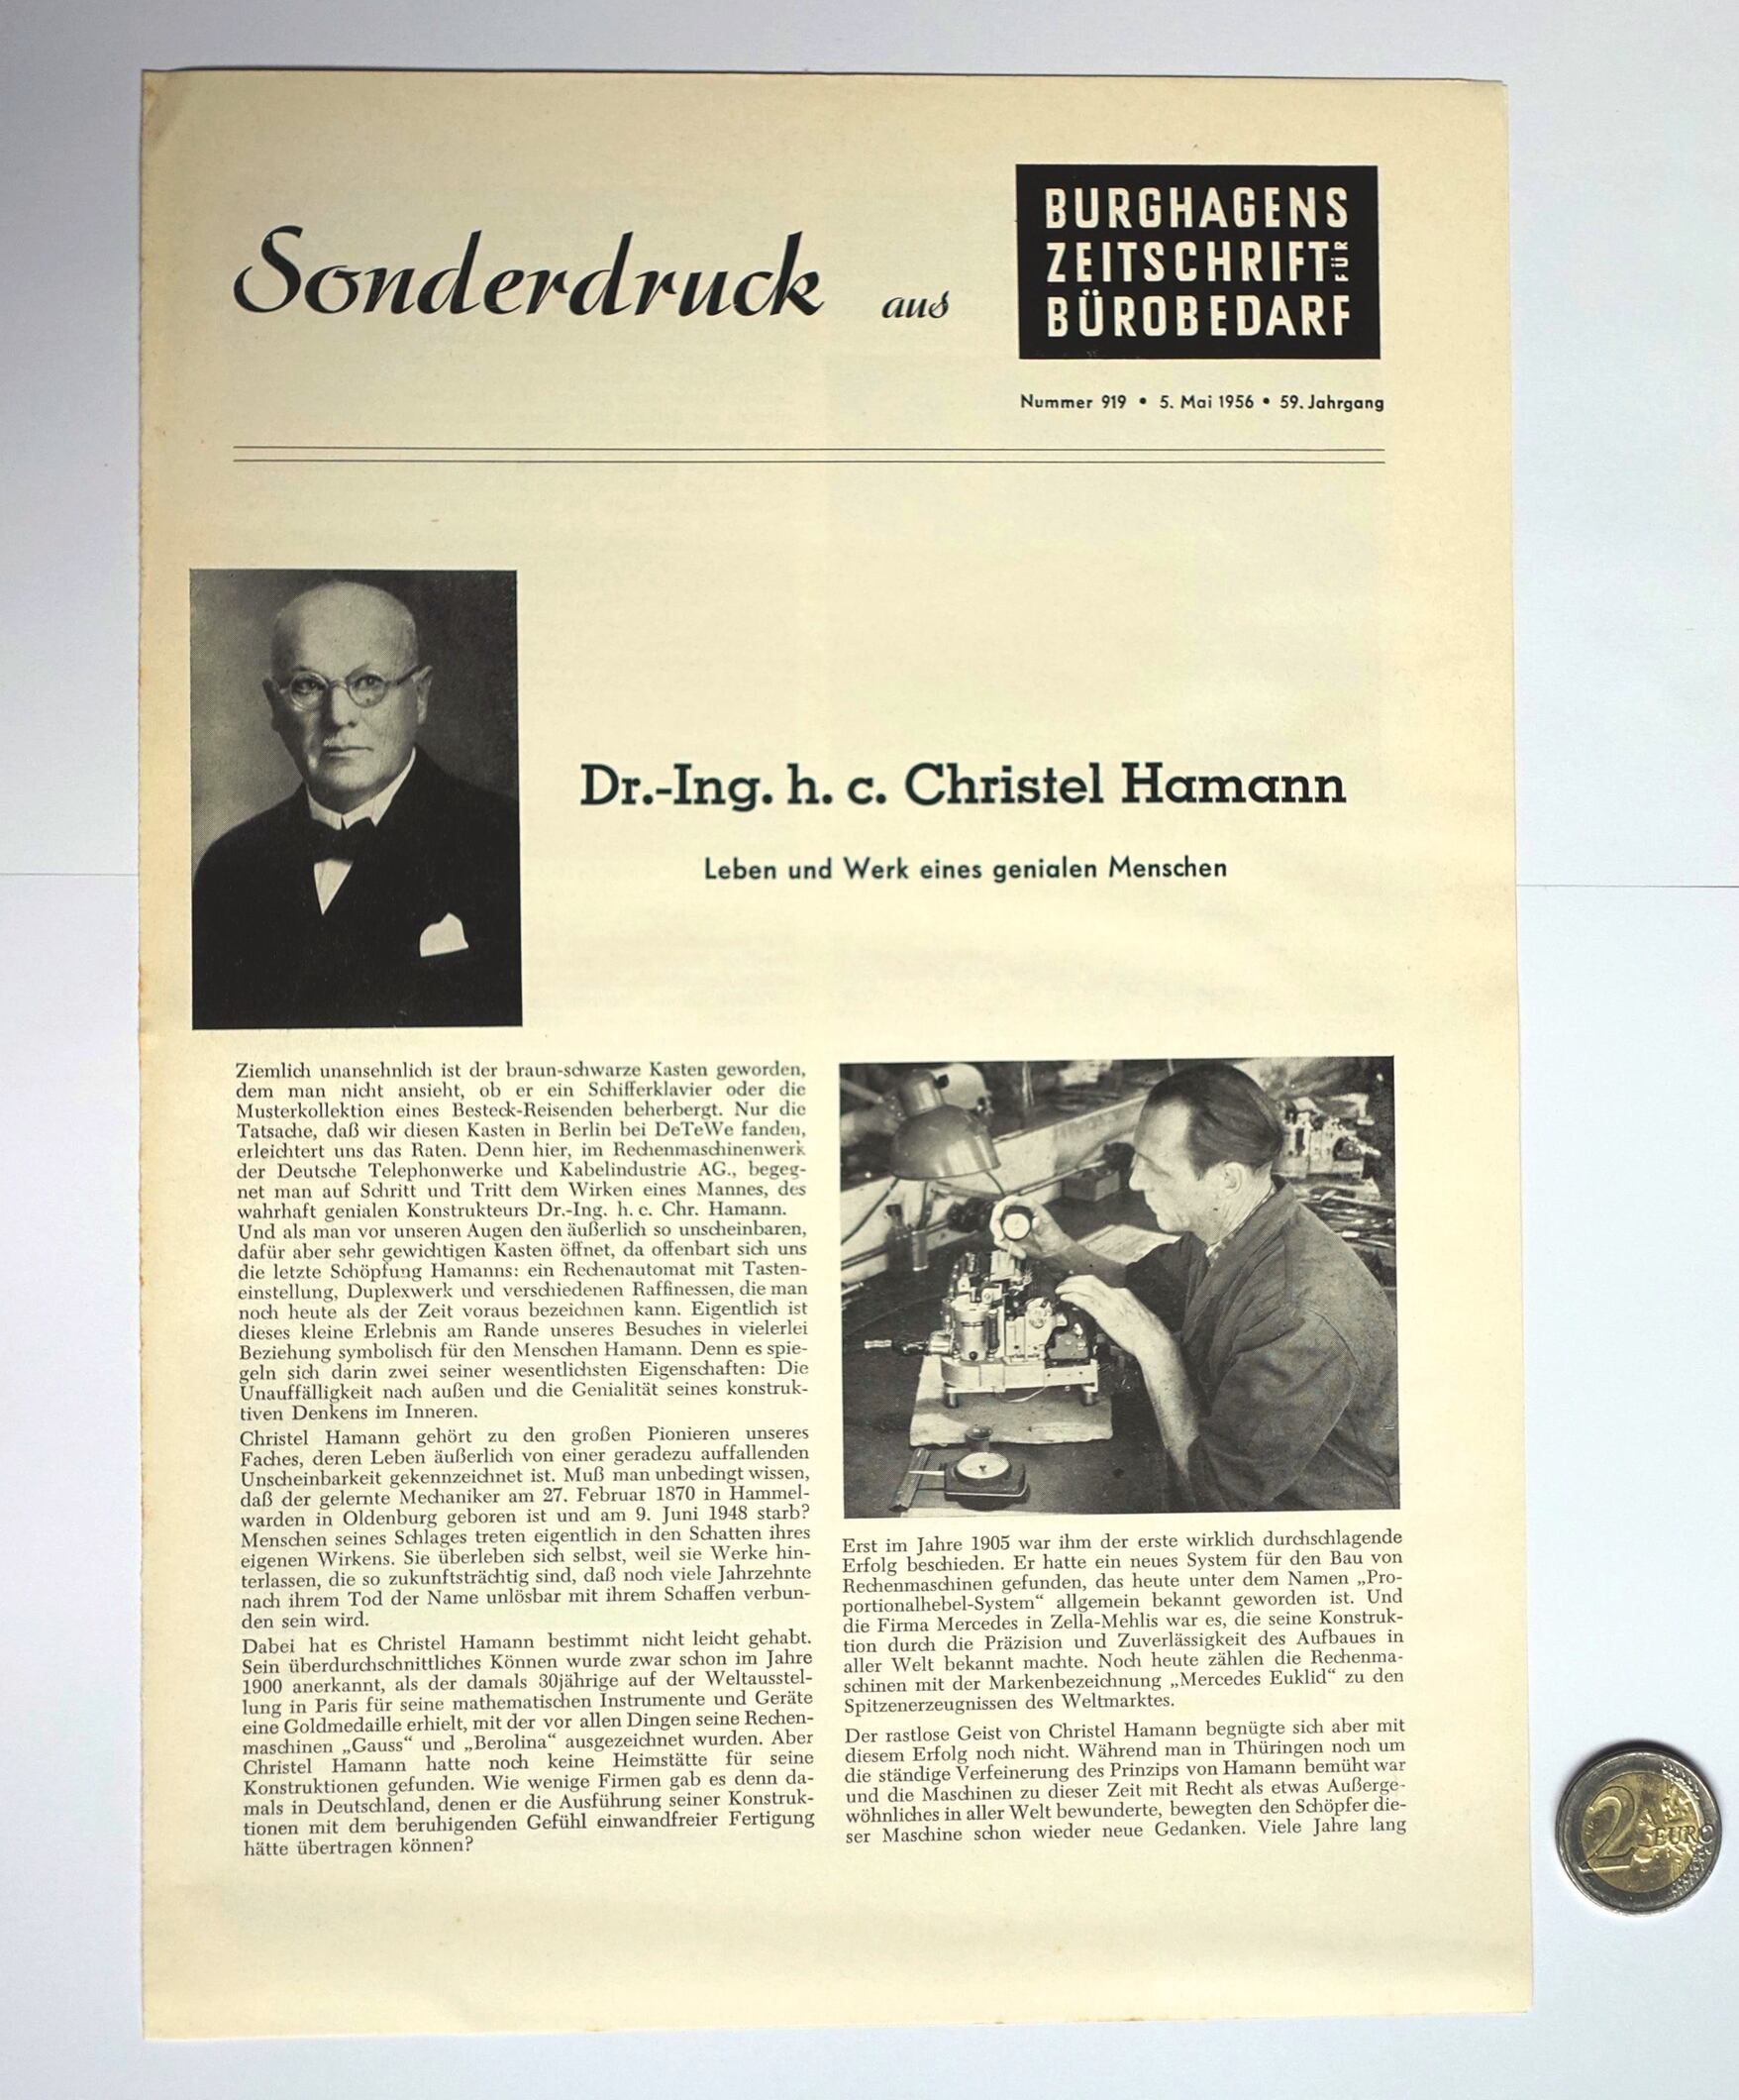 Sonderdruck aus
BURGHAGENS
ZEITSCHRIFT FÜR
BÜROBEDARF
Nummer 919 • 5. Mai 1956 • 59. Jahrgang
Dr.-Ing. h. c. Christel Hamann
Leben und Werk eines genialen Menschen
Ziemlich unansehnlich ist der braun-schwarze Kasten geworden,
dem man nicht ansieht, ob er ein Schifferklavier oder die
Musterkollektion eines Besteck-Reisenden beherbergt. Nur die
Tatsache, daß wir diesen Kasten in Berlin bei DeTeWe fanden,
erleichtert uns das Raten. Denn hier, im Rechenmaschinenwerk
der Deutsche Telephonwerke und Kabelindustrie AG., begeg-
net man auf Schritt und Tritt dem Wirken eines Mannes, des
wahrhaft genialen Konstrukteurs Dr.-Ing. h. c. Chr. Hamann.
Und als man vor unseren Augen den äußerlich so unscheinbaren,
dafür aber sehr gewichtigen Kasten öffnet, da offenbart sich uns
die letzte Schöpfung Hamanns: ein Rechenautomat mit Tasten-
einstellung, Duplexwerk und verschiedenen Raffinessen, die man
noch heute als der Zeit voraus bezeichnen kann. Eigentlich ist
dieses kleine Erlebnis am Rande unseres Besuches in vielerlei
Beziehung symbolisch für den Menschen Hamann. Denn es spie-
geln sich darin zwei seiner wesentlichsten Eigenschaften: Die
Unauffälligkeit nach außen und die Genialität seines konstruk-
tiven Denkens im Inneren.
Christel Hamann gehört zu den großen Pionieren unseres
Faches, deren Leben äußerlich von einer geradezu auffallenden
Unscheinbarkeit gekennzeichnet ist. Muß man unbedingt wissen,
daß der gelernte Mechaniker am 27. Februar 1870 in Hammel-
warden in Oldenburg geboren ist und am 9. Juni 1948 starb?
Menschen seines Schlages treten eigentlich in den Schatten ihres
eigenen Wirkens. Sie überleben sich selbst, weil sie Werke hin-
terlassen, die so zukunftsträchtig sind, daß noch viele Jahrzehnte
nach ihrem Tod der Name unlösbar mit ihrem Schaffen verbun-
den sein wird.
Dabei hat es Christel Hamann bestimmt nicht leicht gehabt.
Sein überdurchschnittliches Können wurde zwar schon im Jahre
1900 anerkannt, als der damals 30jährige auf der Weltausstel-
lung in Paris für seine mathematischen Instrumente und Geräte
eine Goldmedaille erhielt, mit der vor allen Dingen seine Rechen-
maschinen „Gauss“ und „Berolina“ ausgezeichnet wurden. Aber
Christel Hamann hatte noch keine Heimstätte für seine
Konstruktionen gefunden. Wie wenige Firmen gab es denn da-
mals in Deutschland, denen er die Ausführung seiner Konstruk-
tionen mit dem beruhigenden Gefühl einwandfreier Fertigung
hätte übertragen können?
Erst im Jahre 1905 war ihm der erste wirklich durchschlagende
Erfolg beschieden. Er hatte ein neues System für den Bau von
Rechenmaschinen gefunden, das heute unter dem Namen „Pro-
portionalhebel-System“ allgemein bekannt geworden ist. Und
die Firma Mercedes in Zella-Mehlis war es, die seine Konstruk-
tion durch die Präzision und Zuverlässigkeit des Aufbaues in
aller Welt bekannt machte. Noch heute zählen die Rechenma-
schinen mit der Markenbezeichnung „Mercedes Euklid“ zu den
Spitzenerzeugnissen des Weltmarktes.
Der rastlose Geist von Christel Hamann begnügte sich aber mit
diesem Erfolg noch nicht. Während man in Thüringen noch um
die ständige Verfeinerung des Prinzips von Hamann bemüht war
und die Maschinen zu dieser Zeit mit Recht als etwas Außerge-
wöhnliches in aller Welt bewunderte, bewegten den Schöpfer die-
ser Maschine schon wieder neue Gedanken. Viele Jahre lang
2 EURO